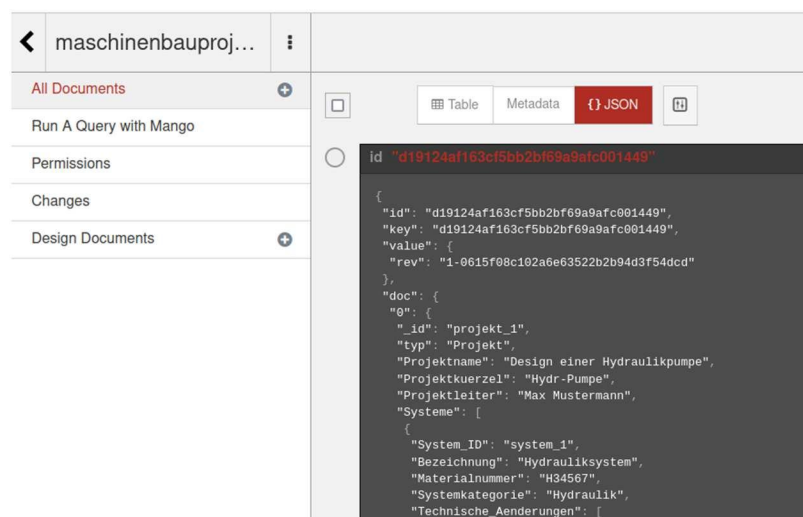 maschinenbauproj...
All Documents
Run A Query with Mango
Permissions
Changes
Design Documents
Table Metadata {} JSON
id "d19124af163cf5bb2bf69a9afc001449"
{
"id": "d19124af163cf5bb2bf69a9afc001449",
"key": "d19124af163cf5bb2bf69a9afc001449",
"value": {
"rev": "1-0615f08c102a6e63522b2b94d3f54dcd"
},
"doc": {
"0": {
"_id": "projekt_1",
"typ": "Projekt",
"Projektname": "Design einer Hydraulikpumpe",
"Projektkuerzel": "Hydr-Pumpe",
"Projektleiter": "Max Mustermann",
"Systeme": [
{
"System_ID": "system_1",
"Bezeichnung": "Hydrauliksystem",
"Materialnummer": "H34567",
"Systemkategorie": "Hydraulik",
"Technische_Aenderungen": [